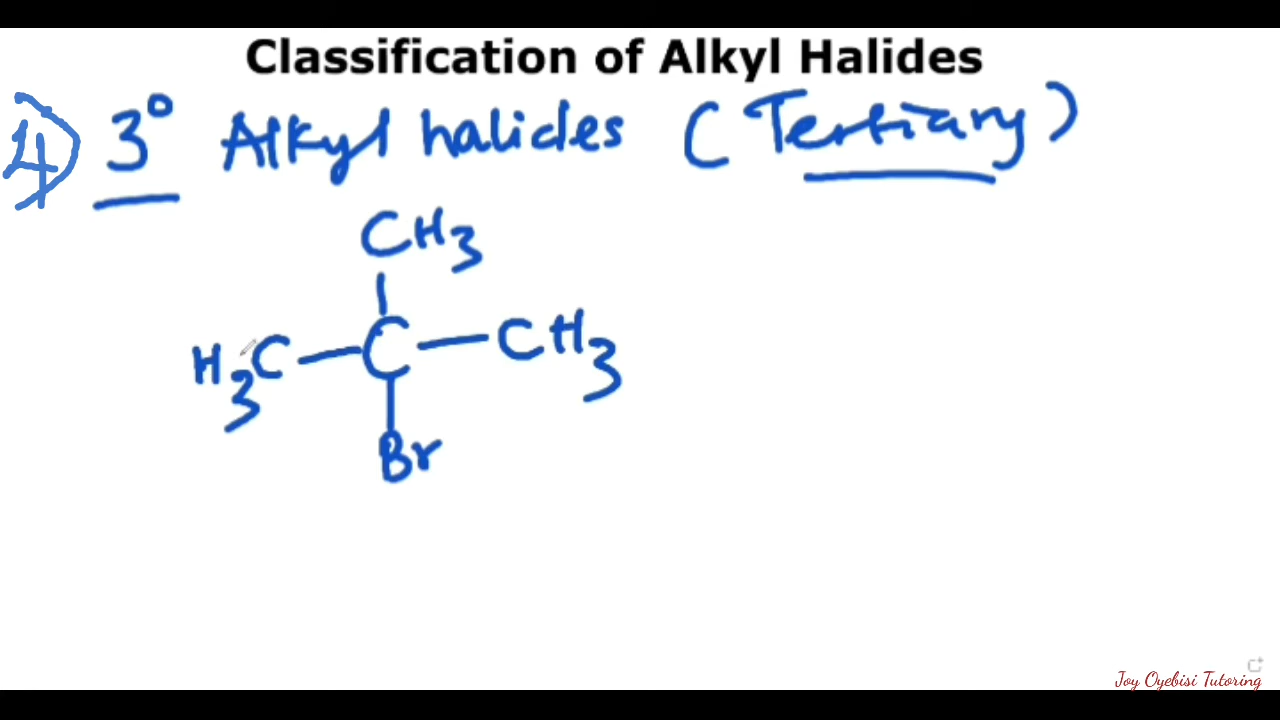 Classification of Alkyl Halides
4) 3° Alkyl halides (Tertiary)
CH3
H3C — C — CH3
Br
Joy Oyebisi Tutoring